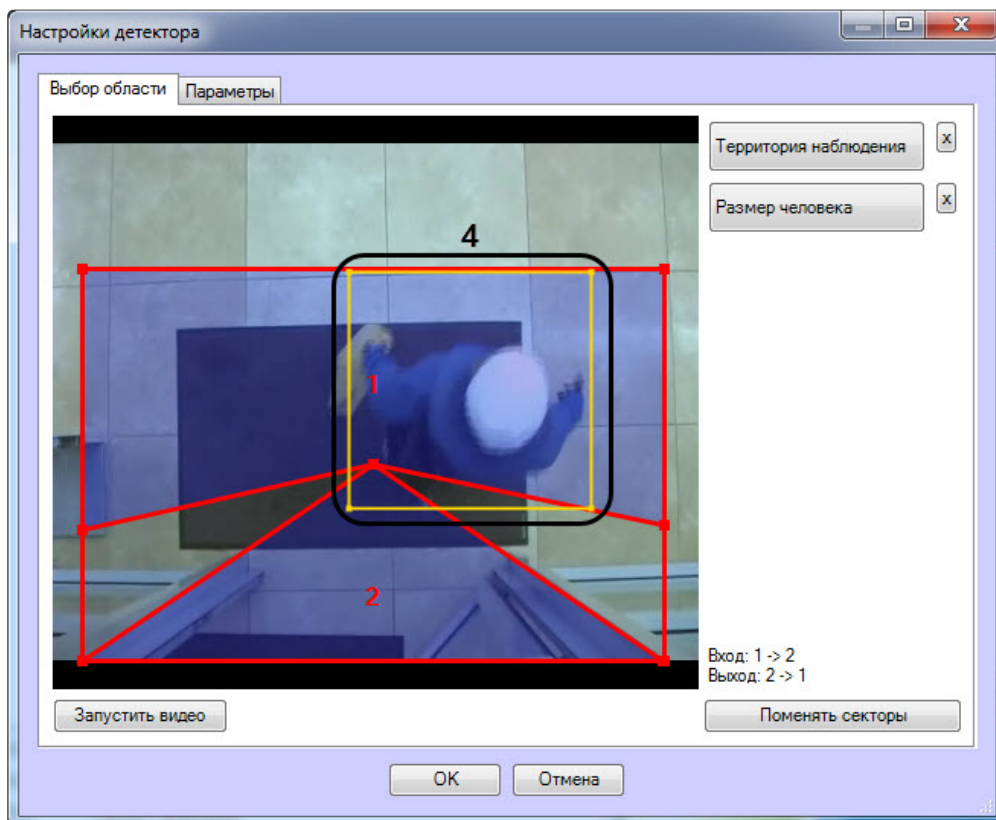 Настройки детектора
Выбор области
Параметры
Территория наблюдения
x
Размер человека
x
4
1
2
Вход: 1 -> 2
Выход: 2 -> 1
Запустить видео
Поменять секторы
OK
Отмена